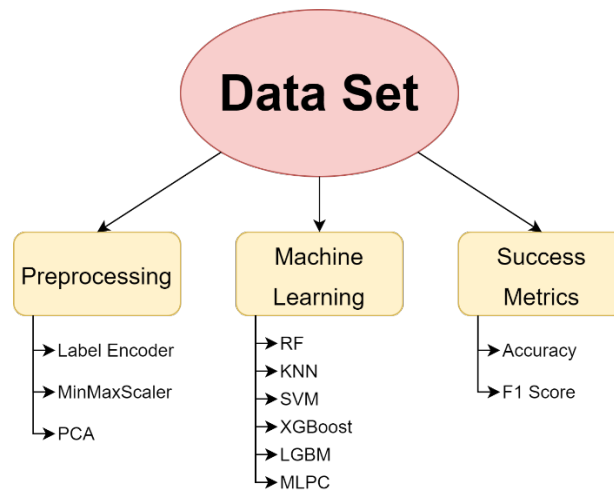 Data Set
Preprocessing
Label Encoder
MinMaxScaler
PCA
Machine
Learning
RF
KNN
SVM
XGBoost
LGBM
MLPC
Success
Metrics
Accuracy
F1 Score